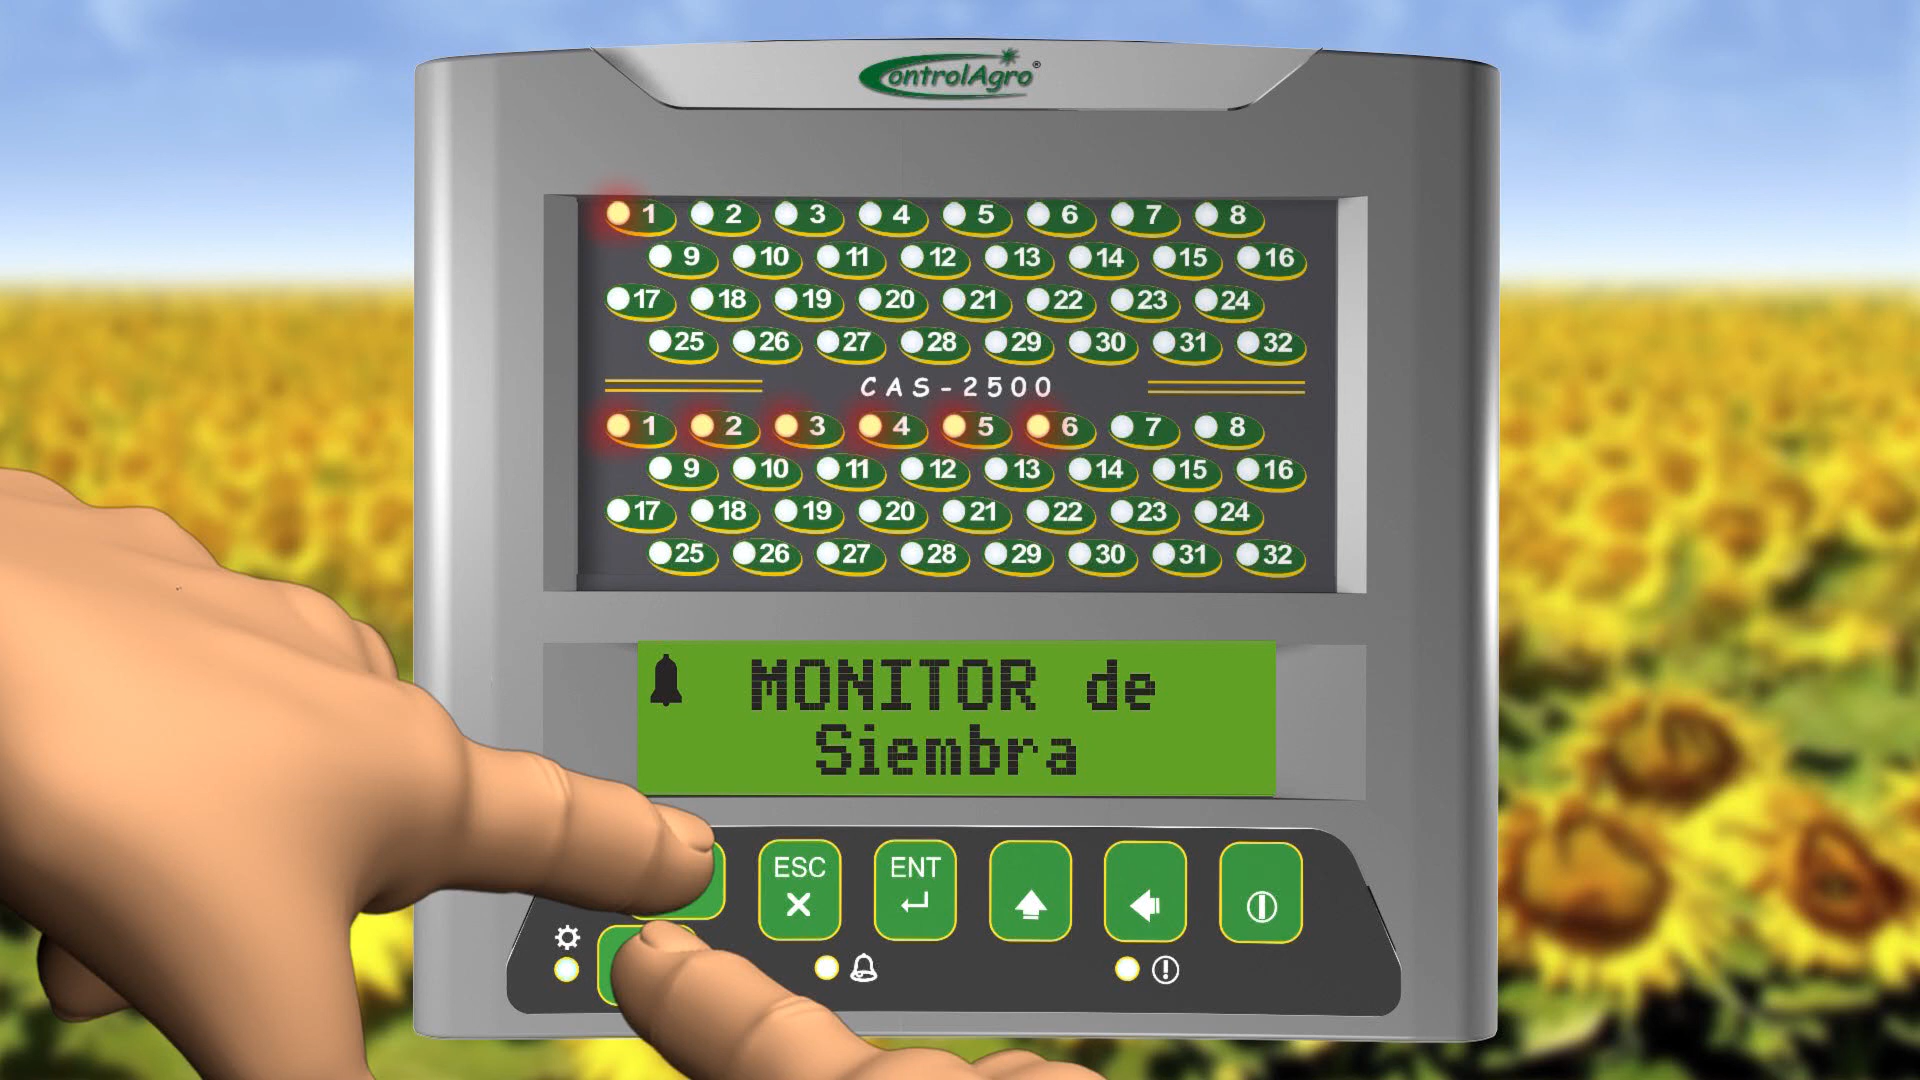 ControlAgro®
1 2 3 4 5 6 7 8
9 10 11 12 13 14 15 16
17 18 19 20 21 22 23 24
25 26 27 28 29 30 31 32
CAS-2500
1 2 3 4 5 6 7 8
9 10 11 12 13 14 15 16
17 18 19 20 21 22 23 24
25 26 27 28 29 30 31 32
MONITOR de
Siembra
ESC ENT